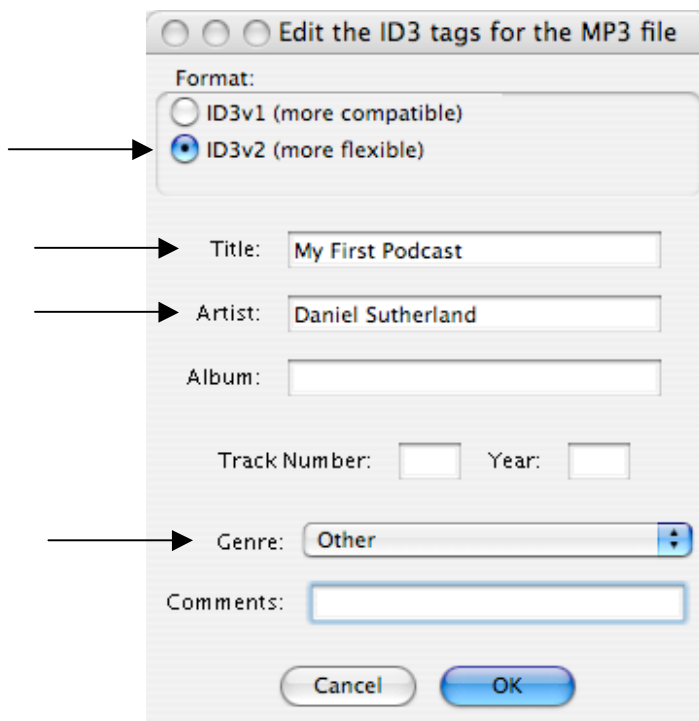 Edit the ID3 tags for the MP3 file
Format:
ID3v1 (more compatible)
ID3v2 (more flexible)
Title: My First Podcast
Artist: Daniel Sutherland
Album:
Track Number: Year:
Genre: Other
Comments:
Cancel OK